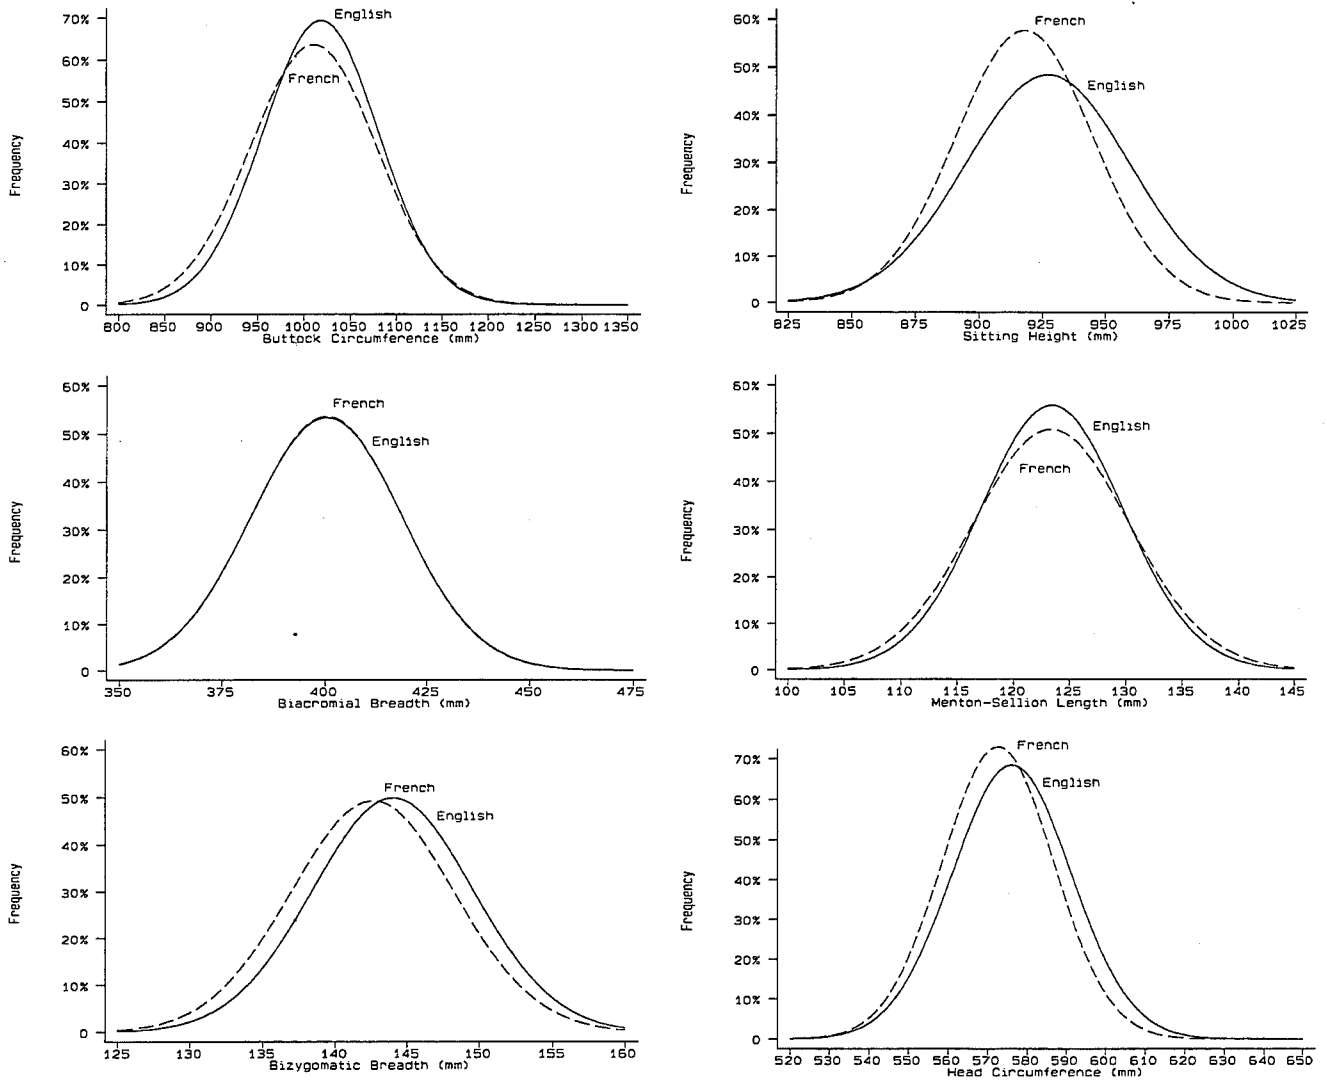 70%
60%
50%
40%
30%
20%
10%
0
Frequency
English
French
800 850 900 950 1000 1050 1100 1150 1200 1250 1300 1350
Buttock Circumference (mm)
60%
50%
40%
30%
20%
10%
0
Frequency
French
English
825 850 875 900 925 950 975 1000 1025
Sitting Height (mm)
60%
50%
40%
30%
20%
10%
0
Frequency
French
English
350 375 400 425 450 475
Biacromial Breadth (mm)
60%
50%
40%
30%
20%
10%
0
Frequency
English
French
100 105 110 115 120 125 130 135 140 145
Menton-Sellion Length (mm)
60%
50%
40%
30%
20%
10%
0
Frequency
French
English
125 130 135 140 145 150 155 160
Bizygomatic Breadth (mm)
70%
60%
50%
40%
30%
20%
10%
0
Frequency
French
English
520 530 540 550 560 570 580 590 600 610 620 630 640 650
Head Circumference (mm)